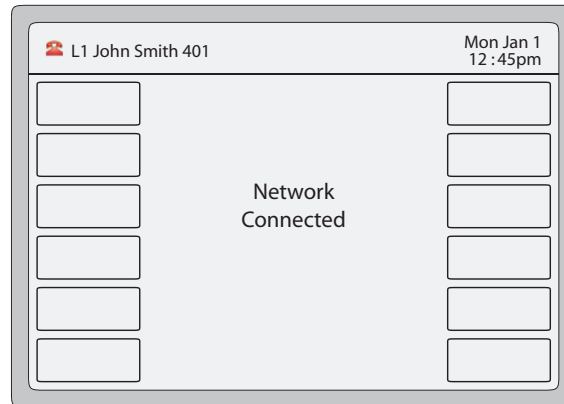 L1 John Smith 401
Mon Jan 1
12 :45pm
Network
Connected